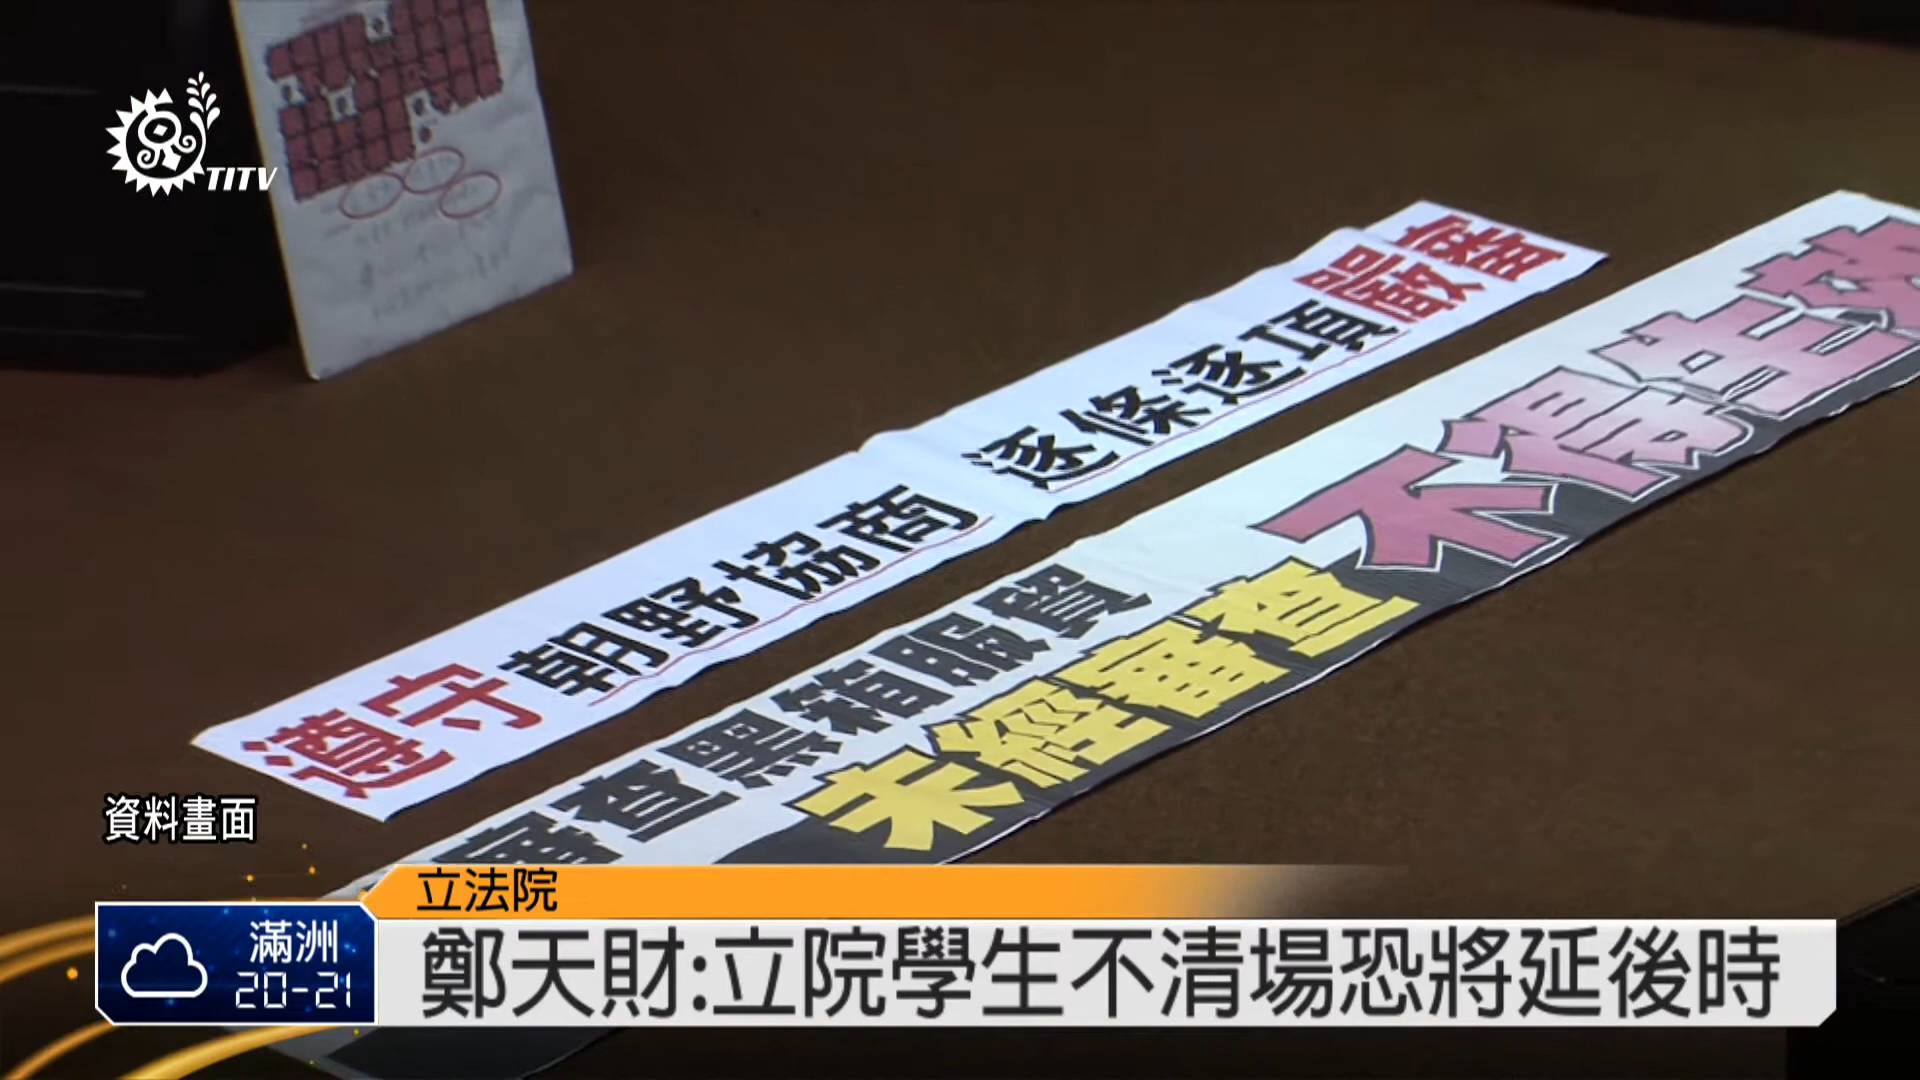 TITV
遵守 朝野協商 逐條逐項 嚴審
審查黑箱服貿
未經審查 不得生效
資料畫面
立法院
滿洲
20-21
鄭天財:立院學生不清場恐將延後時